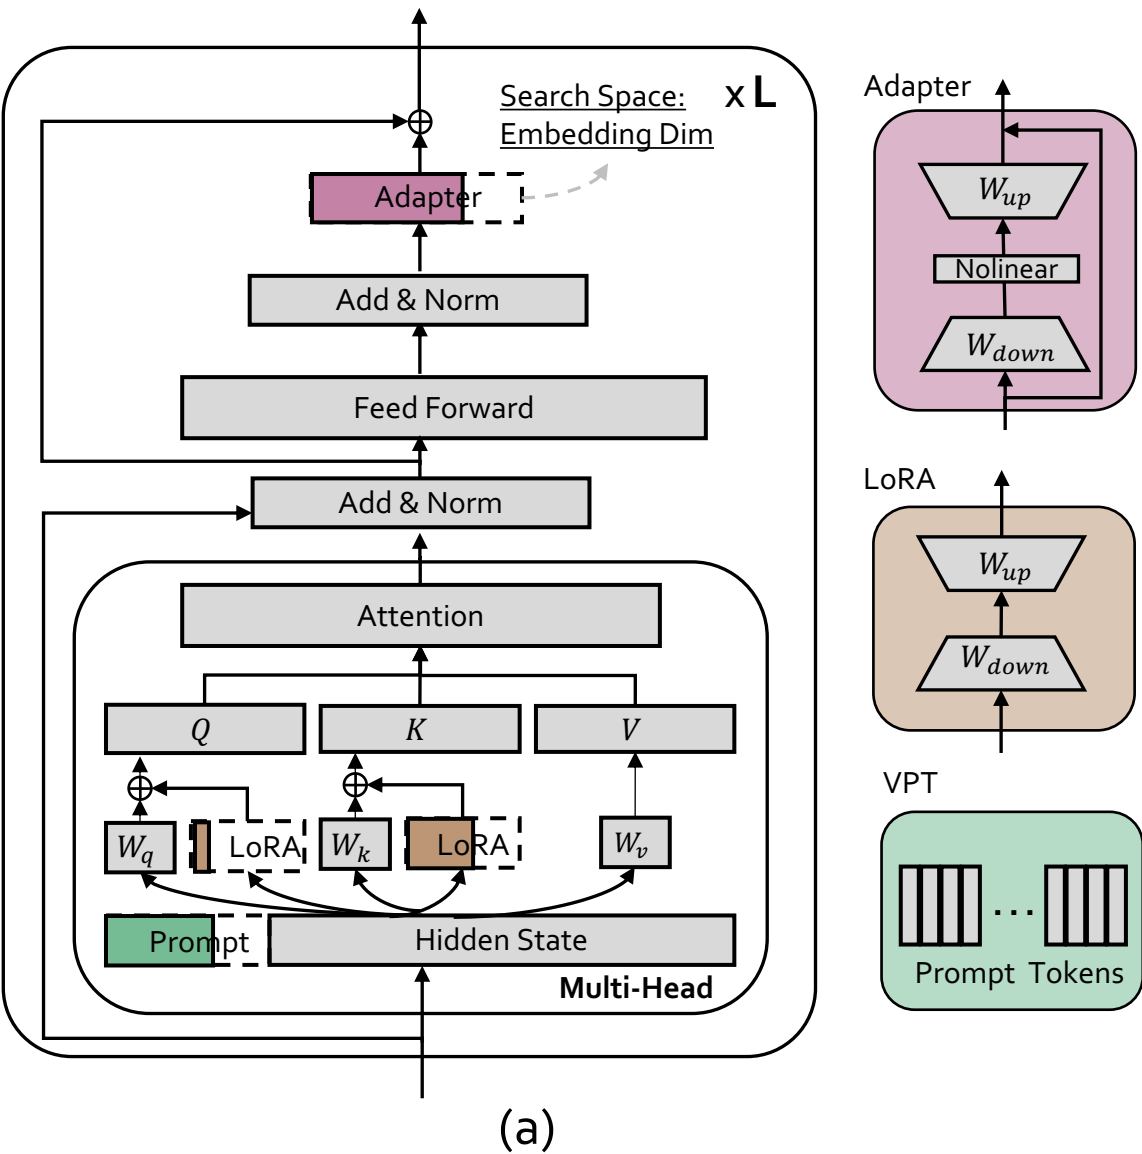 Search Space:
Embedding Dim
x L
Adapter
Add & Norm
Feed Forward
Add & Norm
Attention
Q
K
V
W_q
LoRA
W_k
LoRA
W_v
Prompt
Hidden State
Multi-Head
Adapter
W_up
Nolinear
W_down
LoRA
W_up
W_down
VPT
...
Prompt Tokens
(a)